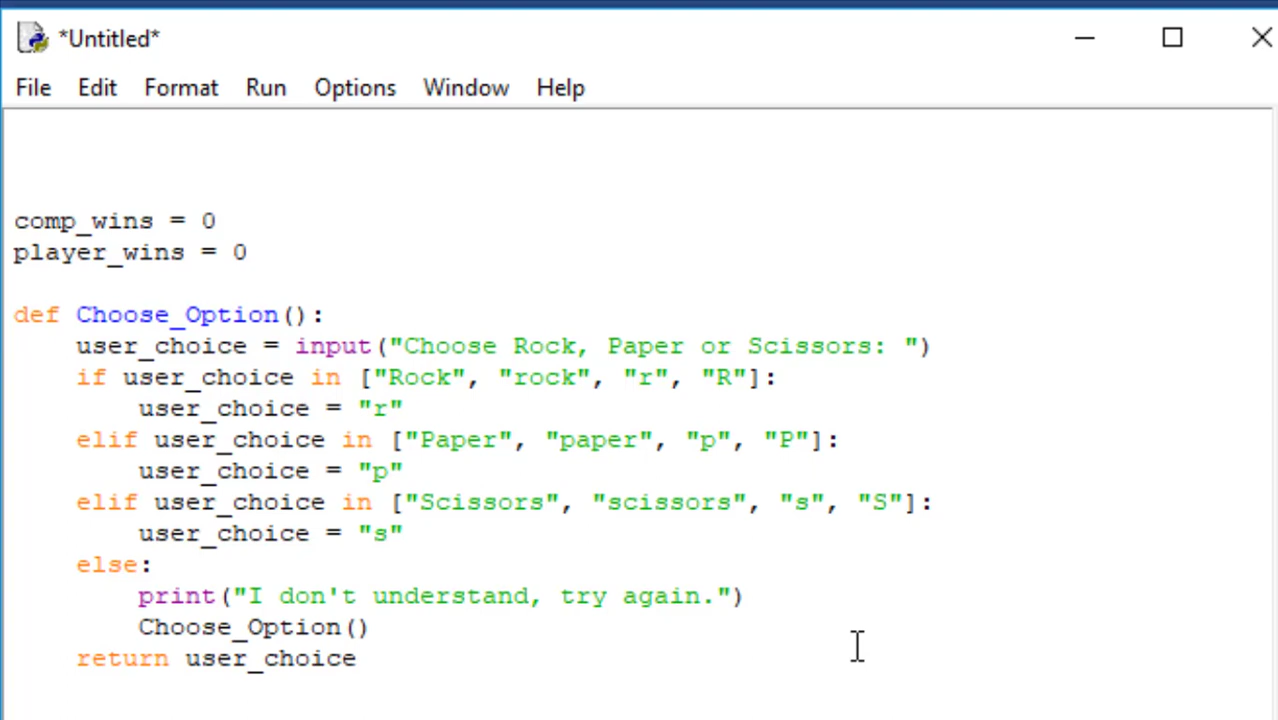 *Untitled*
File Edit Format Run Options Window Help
comp_wins = 0
player_wins = 0
def Choose_Option():
    user_choice = input("Choose Rock, Paper or Scissors: ")
    if user_choice in ["Rock", "rock", "r", "R"]:
        user_choice = "r"
    elif user_choice in ["Paper", "paper", "p", "P"]:
        user_choice = "p"
    elif user_choice in ["Scissors", "scissors", "s", "S"]:
        user_choice = "s"
    else:
        print("I don't understand, try again.")
        Choose_Option()
    return user_choice